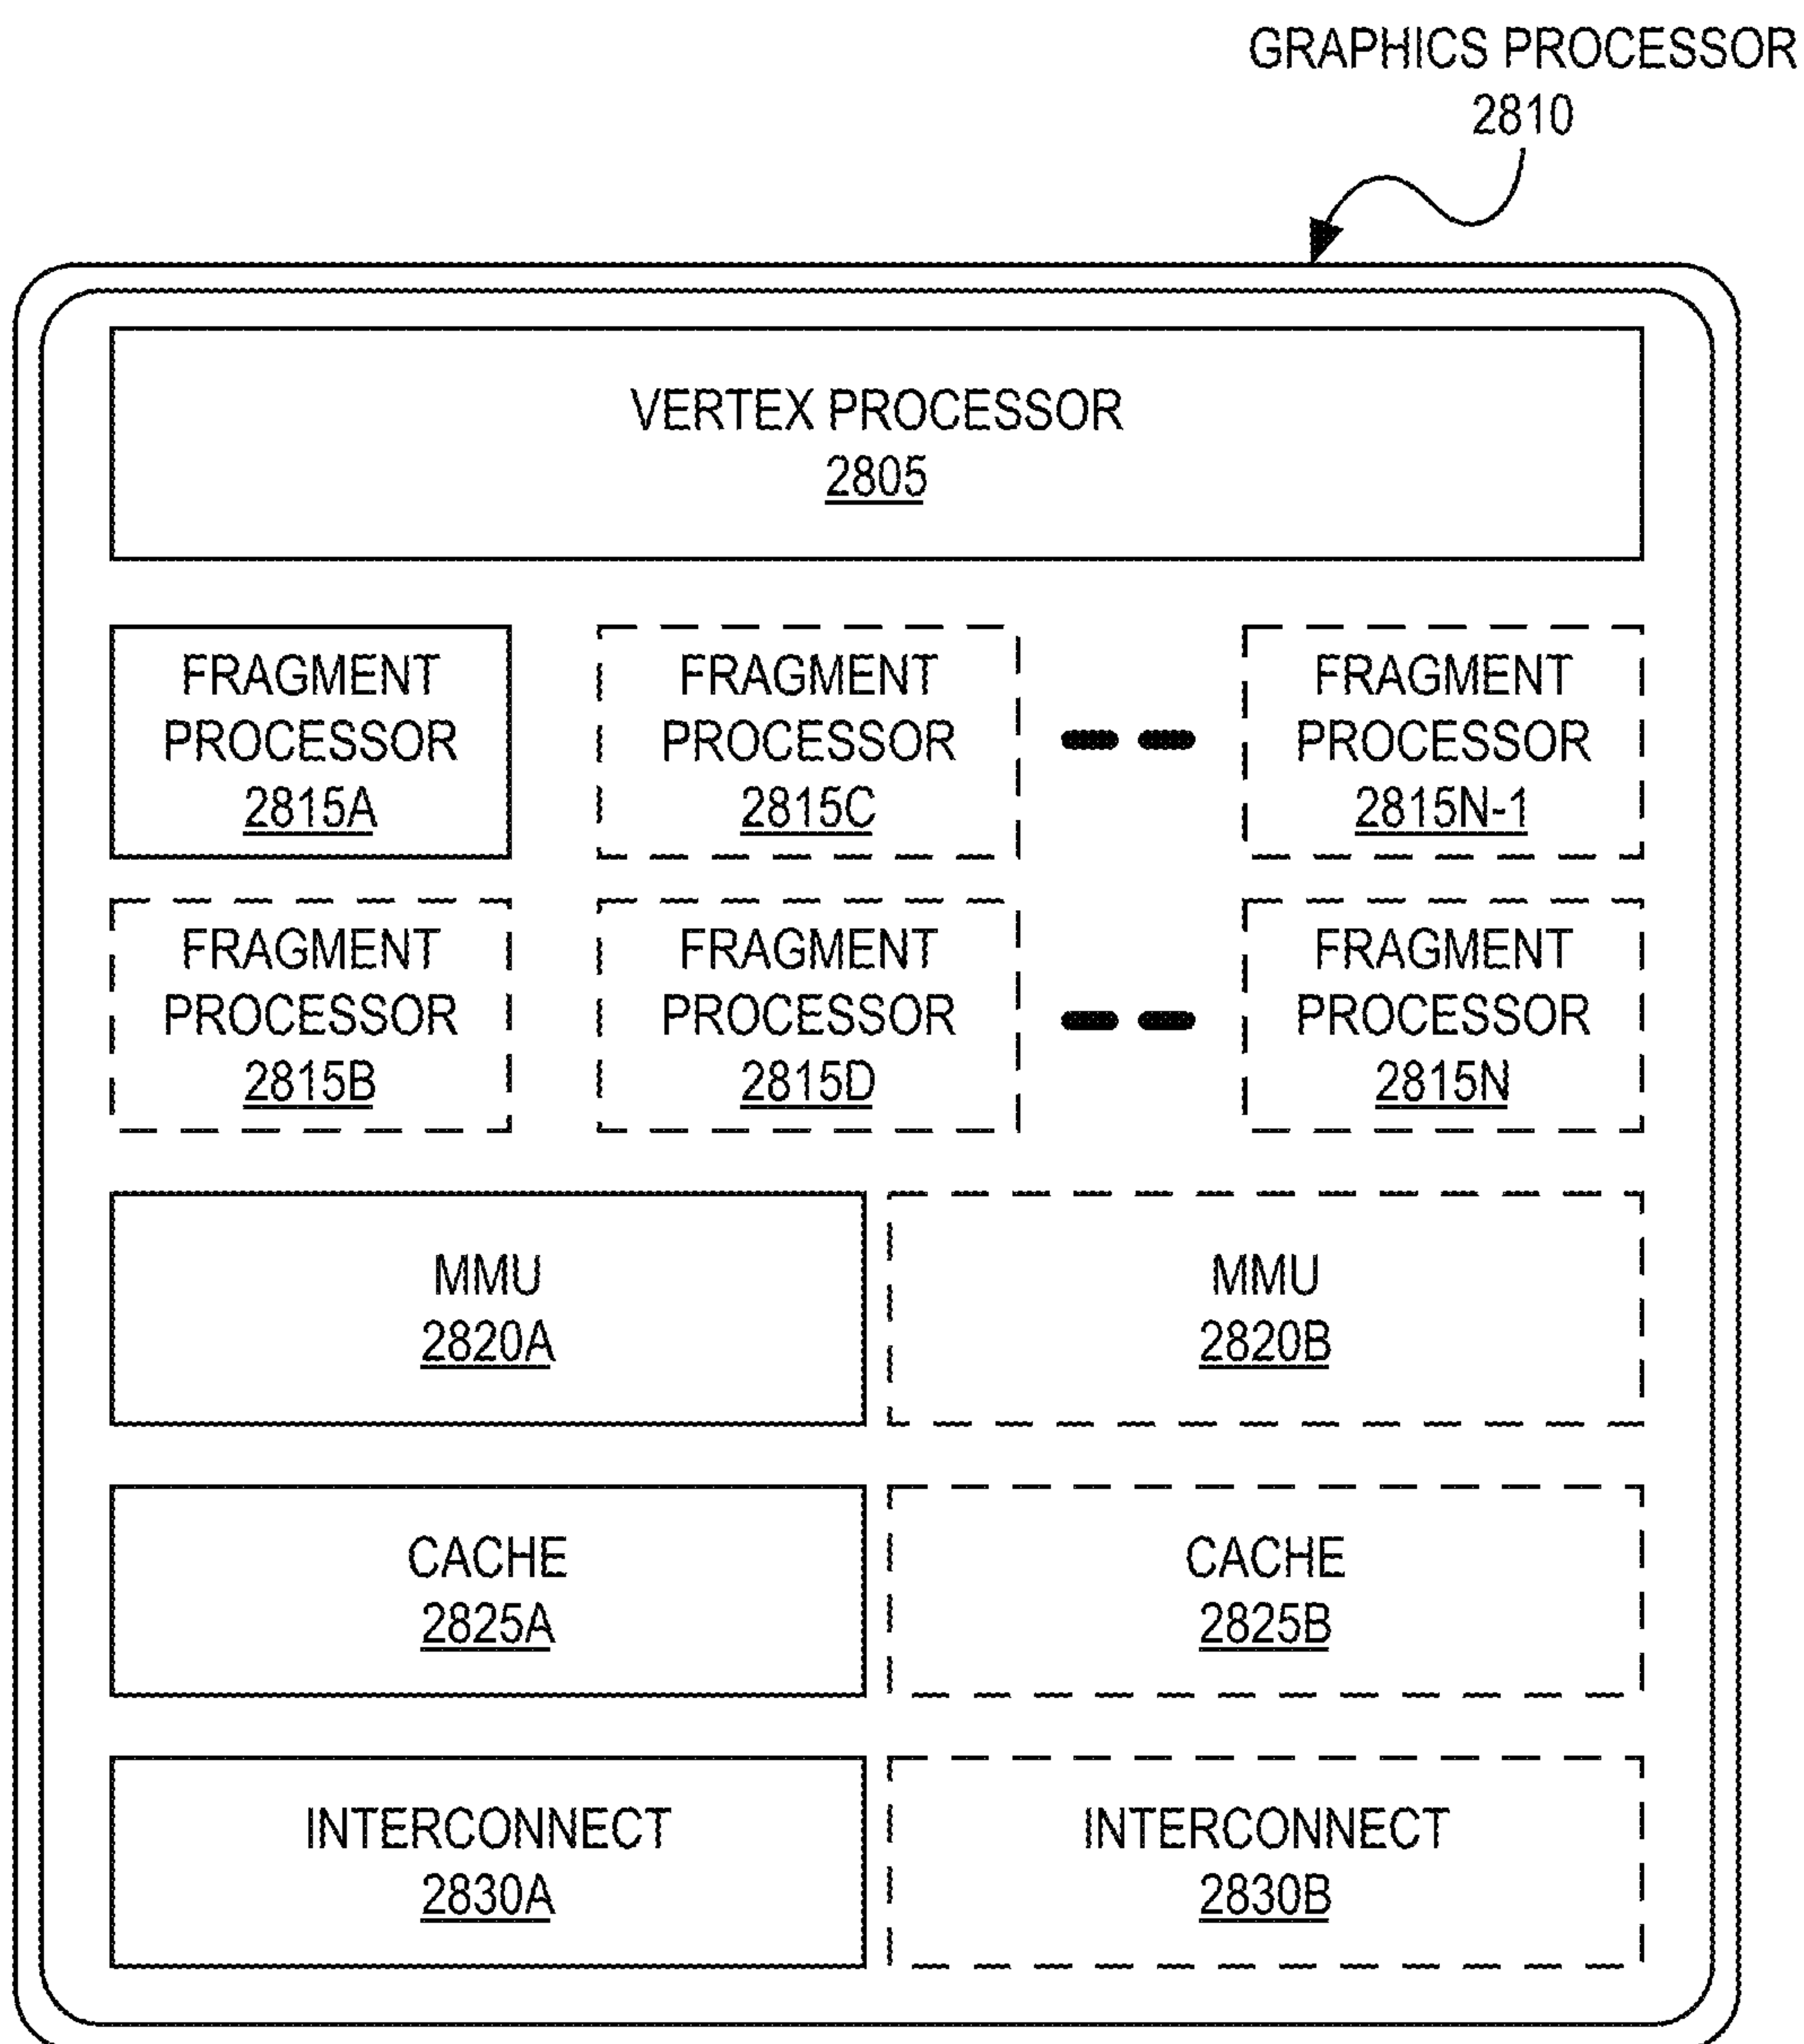 GRAPHICS PROCESSOR
2810
VERTEX PROCESSOR
2805
FRAGMENT
PROCESSOR
2815A
FRAGMENT
PROCESSOR
2815C
FRAGMENT
PROCESSOR
2815N-1
FRAGMENT
PROCESSOR
2815B
FRAGMENT
PROCESSOR
2815D
FRAGMENT
PROCESSOR
2815N
MMU
2820A
MMU
2820B
CACHE
2825A
CACHE
2825B
INTERCONNECT
2830A
INTERCONNECT
2830B